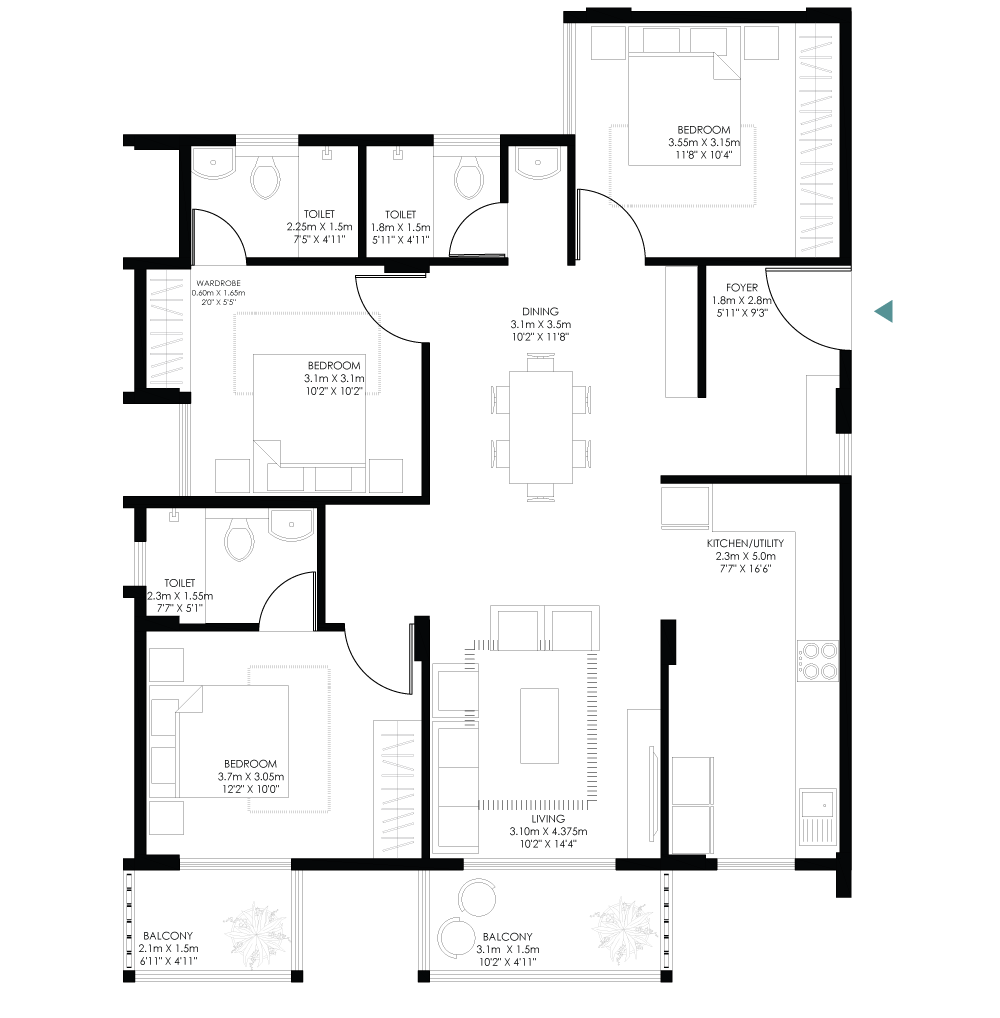 BEDROOM
3.55m X 3.15m
11'8" X 10'4"
TOILET
2.25m X 1.5m
7'5" X 4'11"
TOILET
1.8m X 1.5m
5'11" X 4'11"
WARDROBE
0.60m X 1.65m
2'0" X 5'5"
FOYER
1.8m X 2.8m
5'11" X 9'3"
DINING
3.1m X 3.5m
10'2" X 11'8"
BEDROOM
3.1m X 3.1m
10'2" X 10'2"
KITCHEN/UTILITY
2.3m X 5.0m
7'7" X 16'6"
TOILET
2.3m X 1.55m
7'7" X 5'1"
BEDROOM
3.7m X 3.05m
12'2" X 10'0"
LIVING
3.10m X 4.375m
10'2" X 14'4"
BALCONY
2.1m X 1.5m
6'11" X 4'11"
BALCONY
3.1m X 1.5m
10'2" X 4'11"